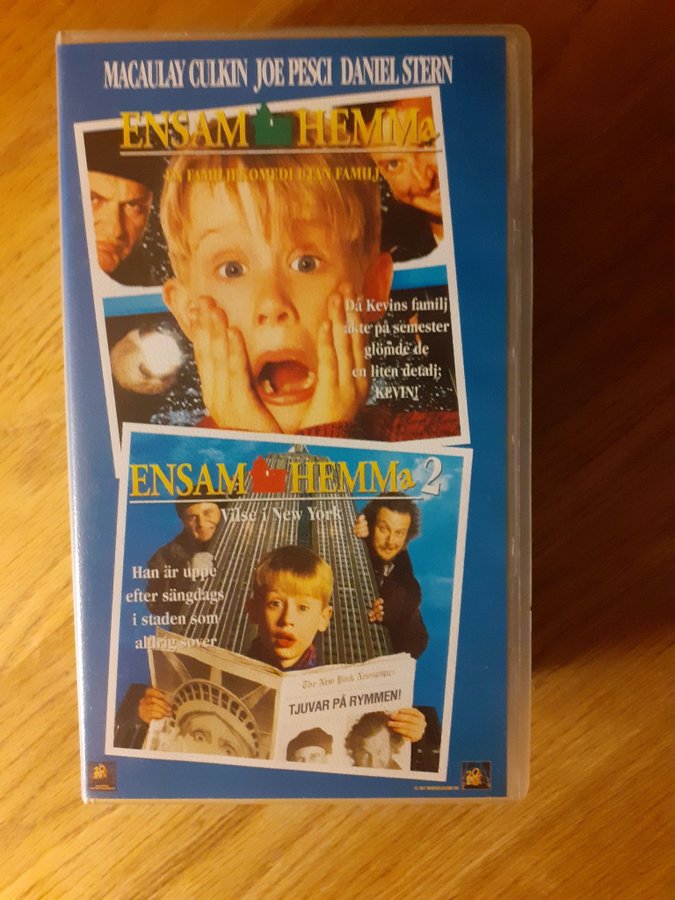 MACAULAY CULKIN JOE PESCI DANIEL STERN
ENSAM HEMMa
EN FAMILJEKOMEDI UTAN FAMILJ...
Då Kevins familj
åkte på semester
glömde de
en liten detalj:
KEVIN!
ENSAM HEMMa 2
Vilse i New York
Han är uppe
efter sängdags
i staden som
aldrig sover
The New York Newspaper
TJUVAR PÅ RYMMEN!
20
20